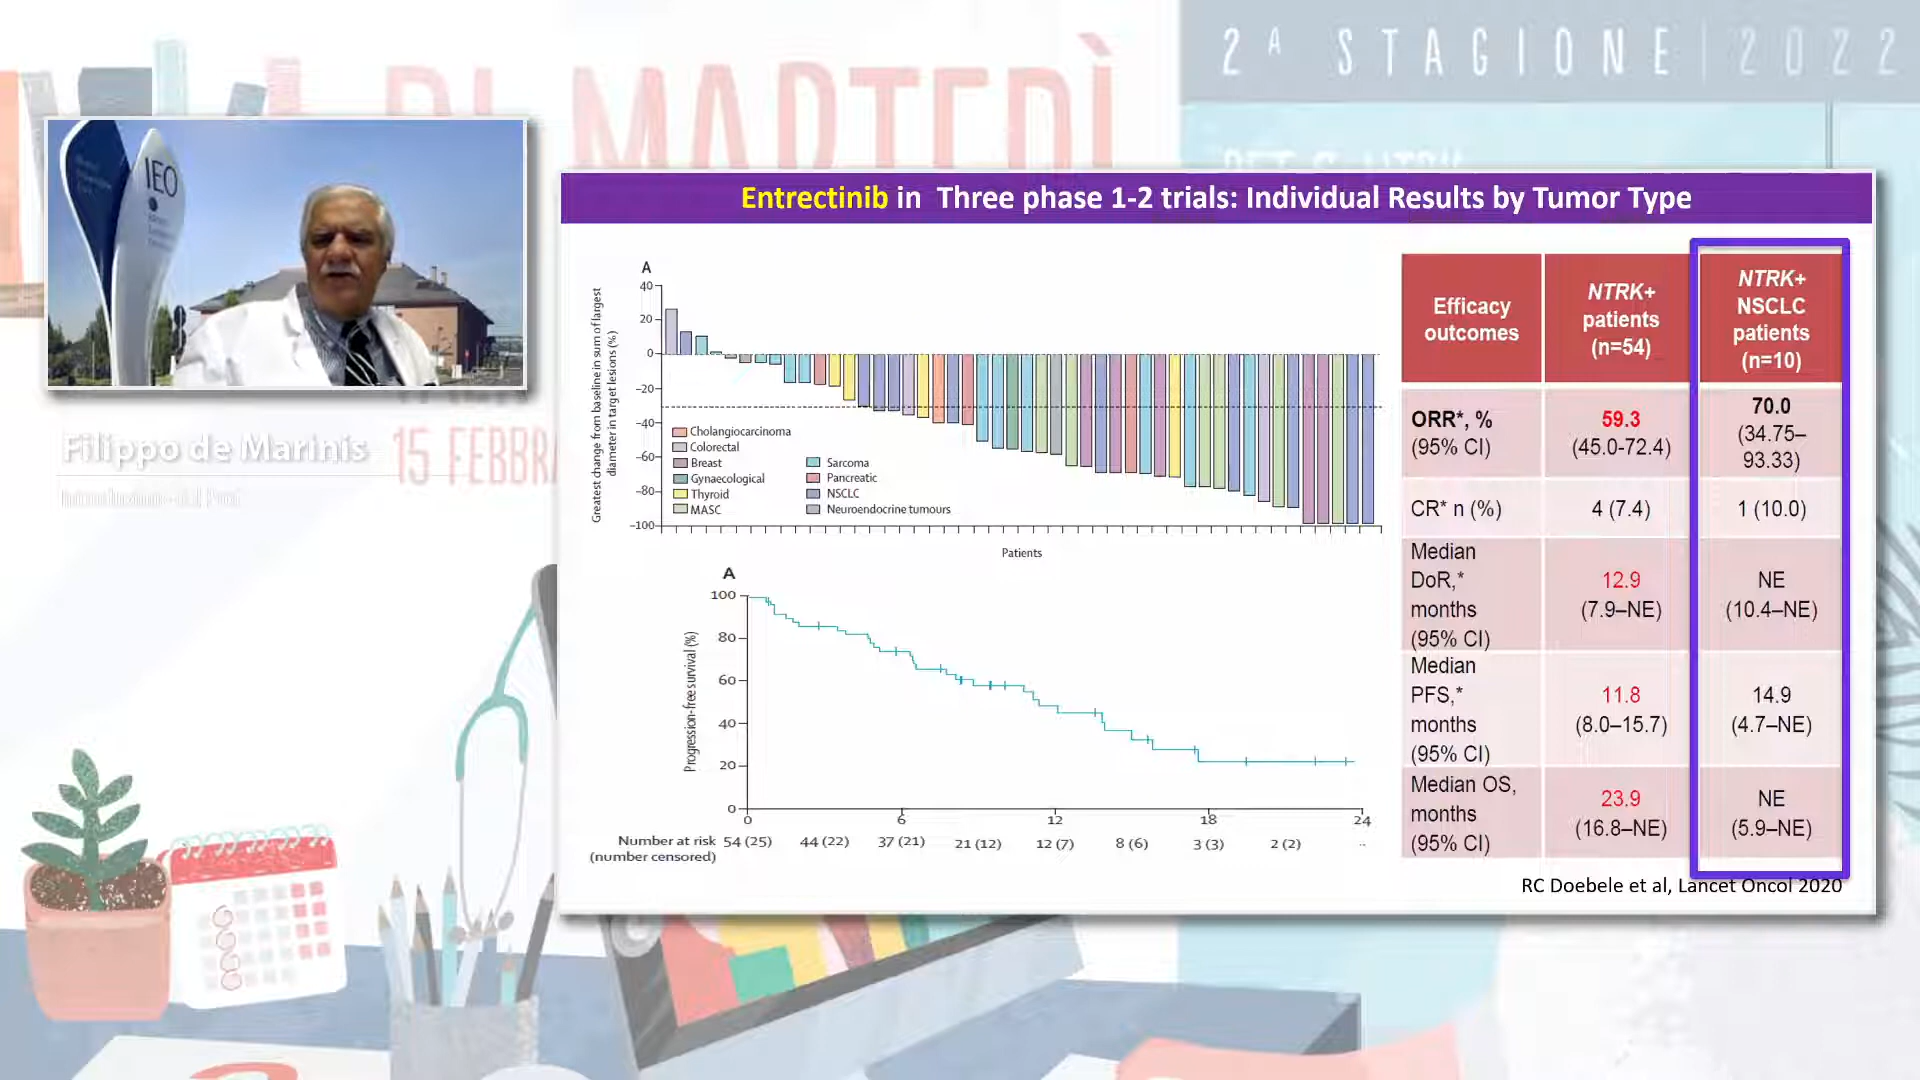 DI MARTEDÌ
2ᴬ STAGIONE | 2022
RET E NTRK
IEO
Filippo de Marinis
15 FEBBRA
Entrectinib in Three phase 1-2 trials: Individual Results by Tumor Type
A
Greatest change from baseline in sum of largest
diameter in target lesions (%)
40
20
0
–20
–40
–60
–80
–100
Cholangiocarcinoma
Colorectal
Breast
Gynaecological
Thyroid
MASC
Sarcoma
Pancreatic
NSCLC
Neuroendocrine tumours
Patients
A
Progression-free survival (%)
100
80
60
40
20
0
0 6 12 18 24
Number at risk 54 (25) 44 (22) 37 (21) 21 (12) 12 (7) 8 (6) 3 (3) 2 (2) ..
(number censored)
Efficacy
outcomes
NTRK+
patients
(n=54)
NTRK+
NSCLC
patients
(n=10)
ORR*, %
(95% CI)
59.3
(45.0-72.4)
70.0
(34.75–
93.33)
CR* n (%)
4 (7.4)
1 (10.0)
Median
DoR,*
months
(95% CI)
12.9
(7.9–NE)
NE
(10.4–NE)
Median
PFS,*
months
(95% CI)
11.8
(8.0–15.7)
14.9
(4.7–NE)
Median OS,
months
(95% CI)
23.9
(16.8–NE)
NE
(5.9–NE)
RC Doebele et al, Lancet Oncol 2020